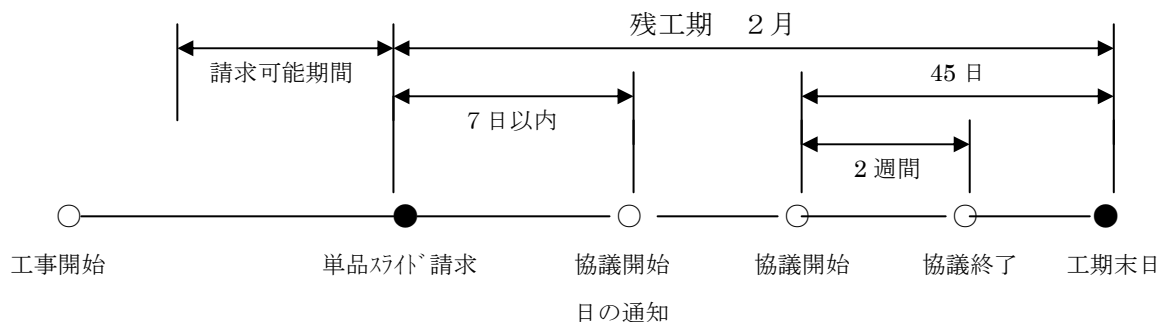 残工期　２月
請求可能期間
45 日
７日以内
2 週間
工事開始
単品ｽﾗｲﾄﾞ請求
協議開始
日の通知
協議開始
協議終了
工期末日